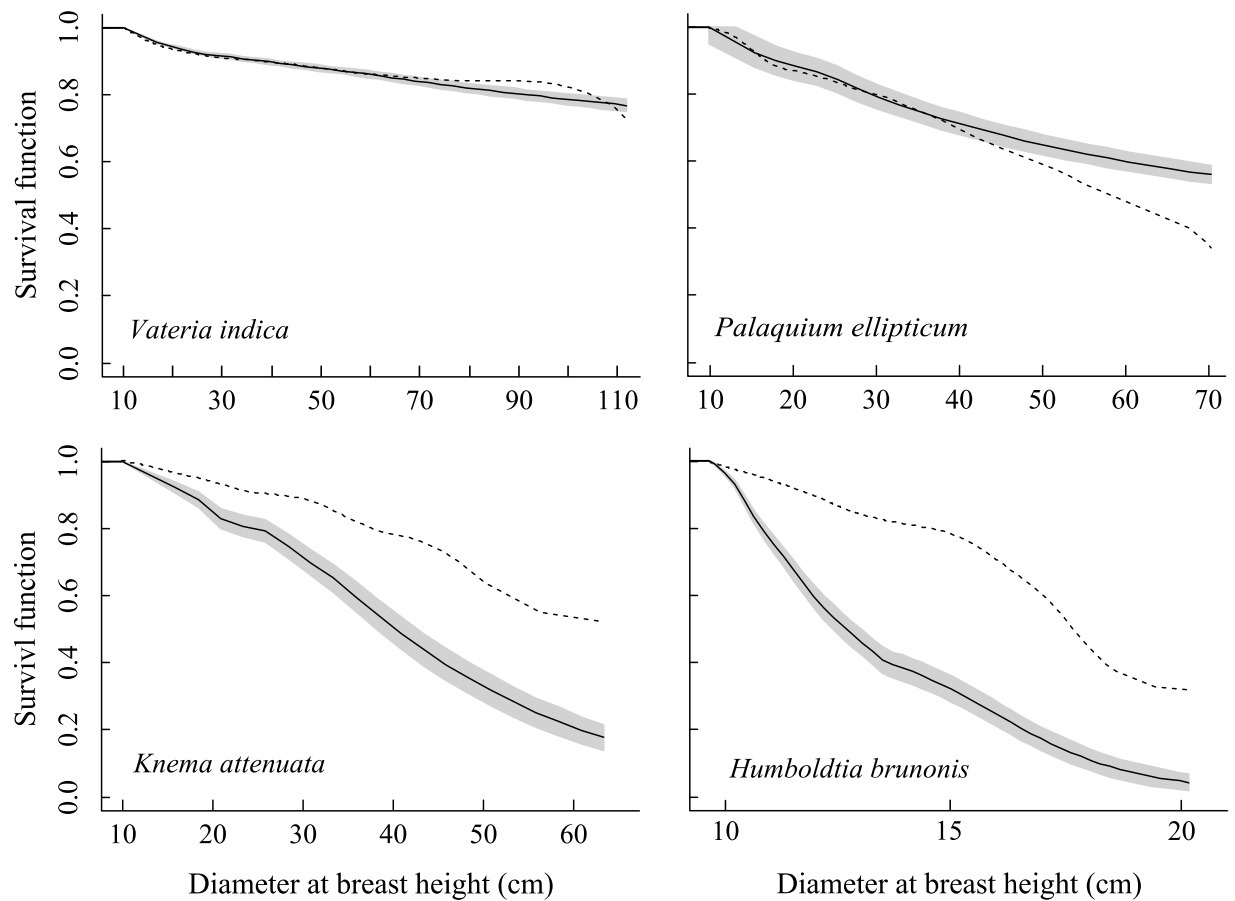 Survival function
1.0
0.8
0.6
0.4
0.2
0.0
Vateria indica
10 30 50 70 90 110
Palaquium ellipticum
10 20 30 40 50 60 70
Survivl function
1.0
0.8
0.6
0.4
0.2
0.0
Knema attenuata
10 20 30 40 50 60
Diameter at breast height (cm)
Humboldtia brunonis
10 15 20
Diameter at breast height (cm)